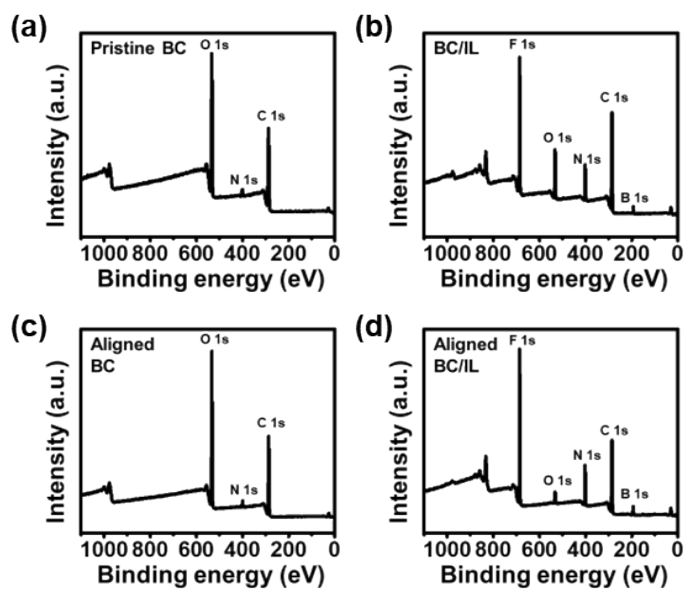 (a)
Pristine BC
O 1s
C 1s
N 1s
Intensity (a.u.)
1000 800 600 400 200 0
Binding energy (eV)
(b)
BC/IL
F 1s
O 1s
N 1s
C 1s
B 1s
Intensity (a.u.)
1000 800 600 400 200 0
Binding energy (eV)
(c)
Aligned
BC
O 1s
C 1s
N 1s
Intensity (a.u.)
1000 800 600 400 200 0
Binding energy (eV)
(d)
Aligned
BC/IL
F 1s
O 1s
N 1s
C 1s
B 1s
Intensity (a.u.)
1000 800 600 400 200 0
Binding energy (eV)